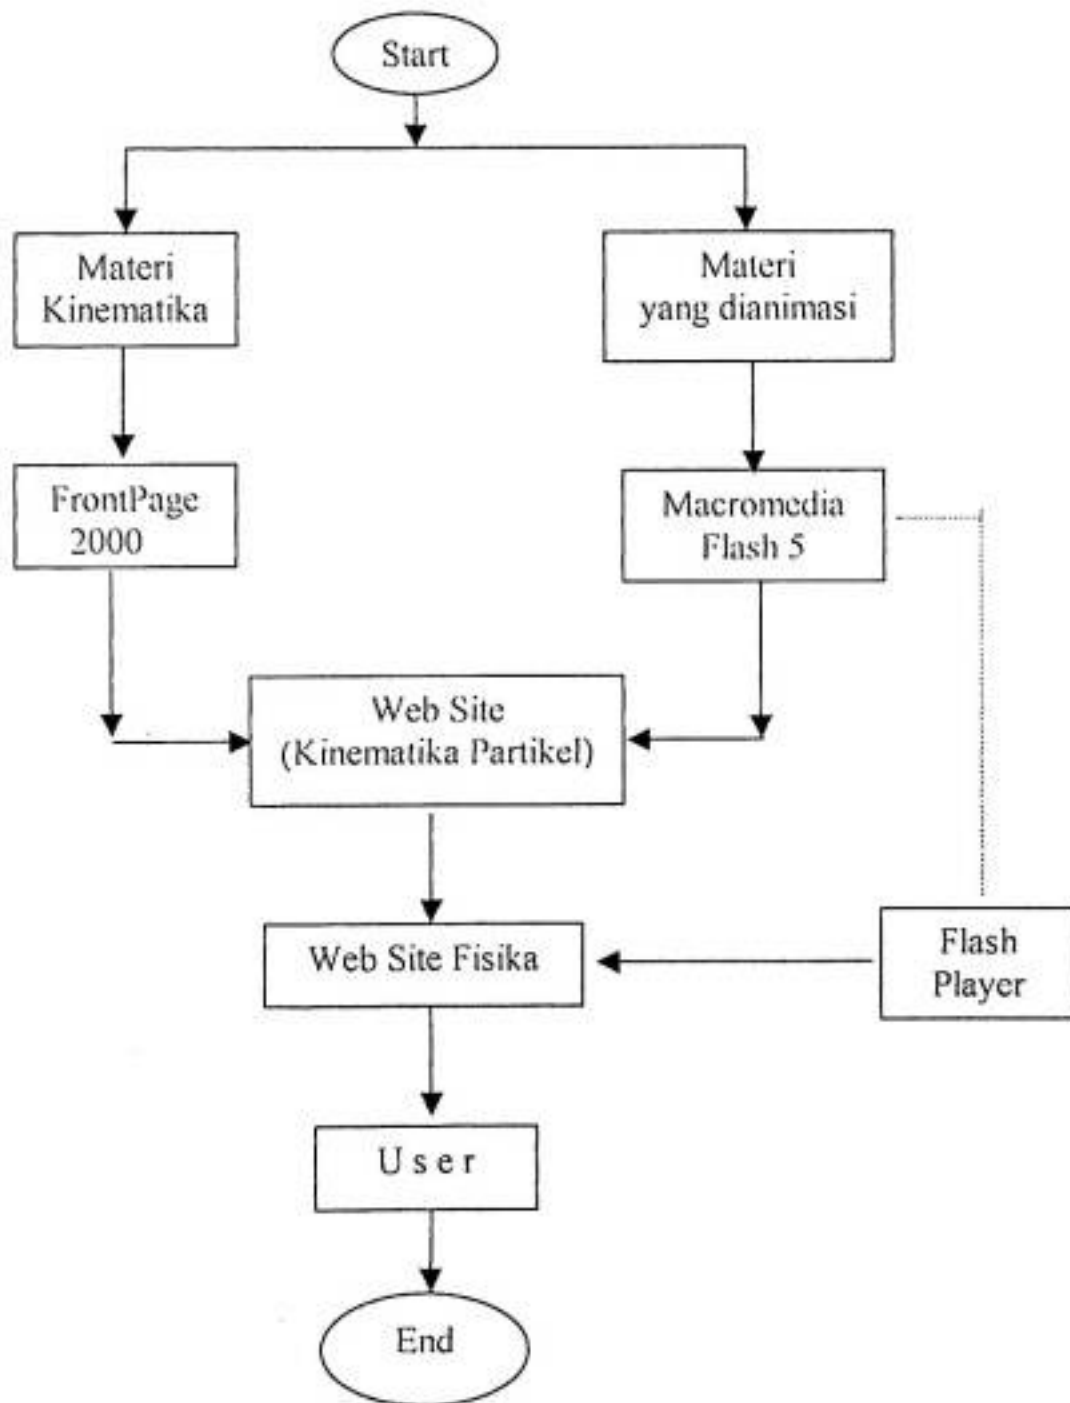 Start
Materi
Kinematika
Materi
yang dianimasi
FrontPage
2000
Macromedia
Flash 5
Web Site
(Kinematika Partikel)
Web Site Fisika
Flash
Player
U s e r
End